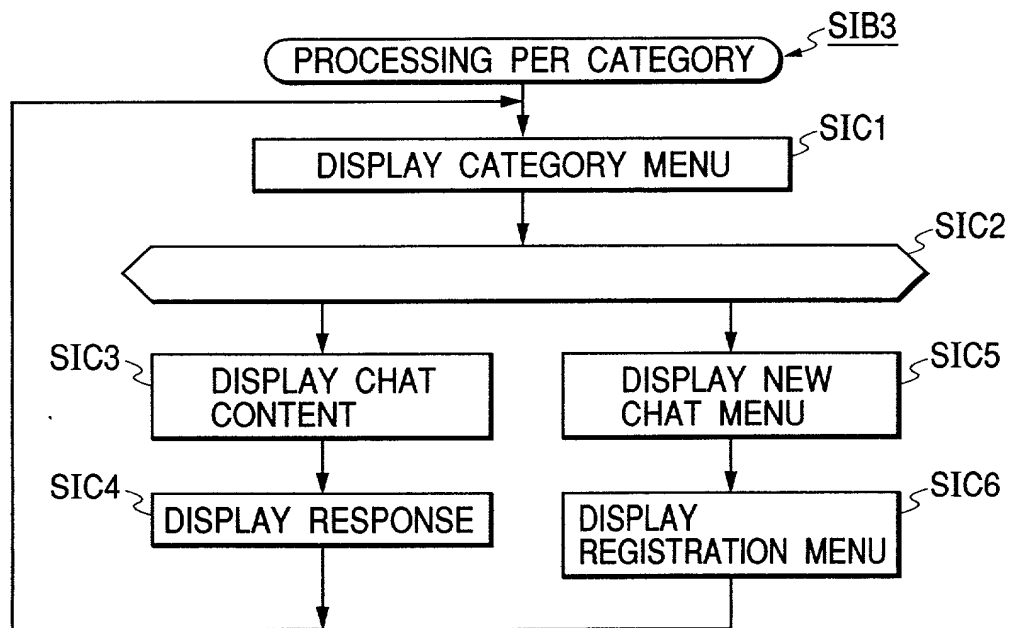 SIB3
PROCESSING PER CATEGORY
SIC1
DISPLAY CATEGORY MENU
SIC2
SIC3
DISPLAY CHAT
CONTENT
SIC5
DISPLAY NEW
CHAT MENU
SIC4
DISPLAY RESPONSE
SIC6
DISPLAY
REGISTRATION MENU